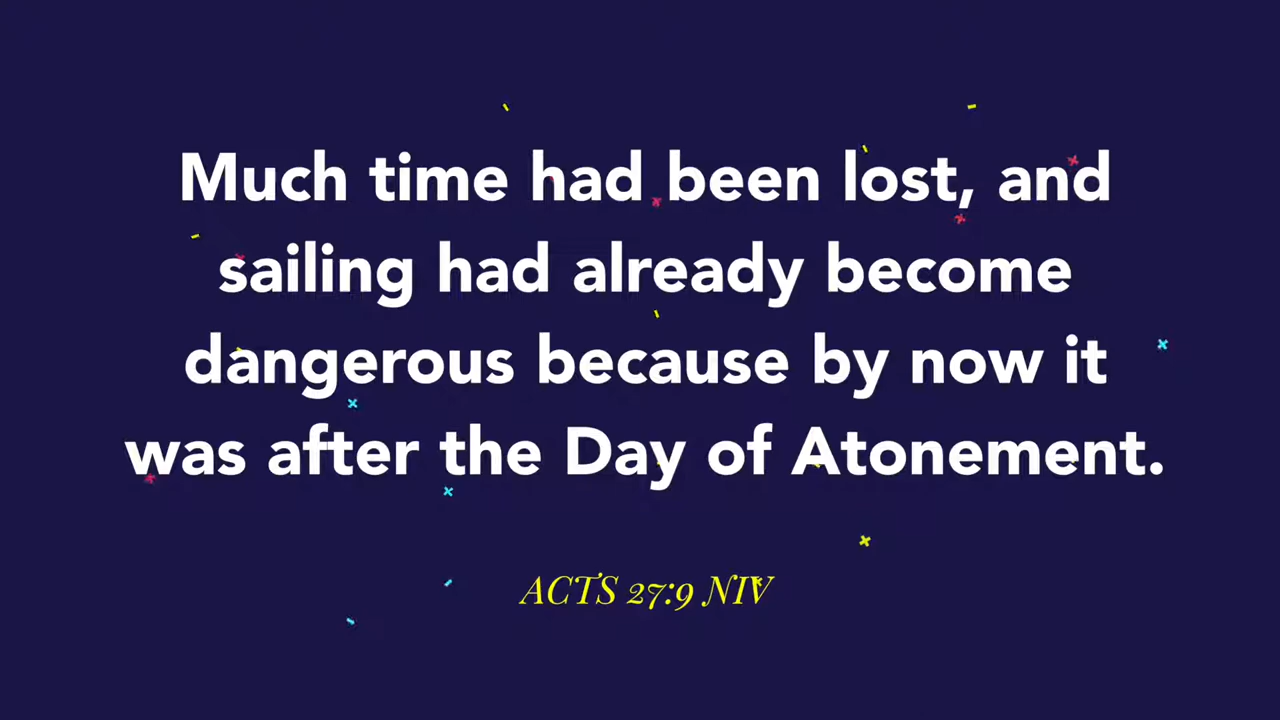 Much time had been lost, and
sailing had already become
dangerous because by now it
was after the Day of Atonement.
ACTS 27:9 NIV